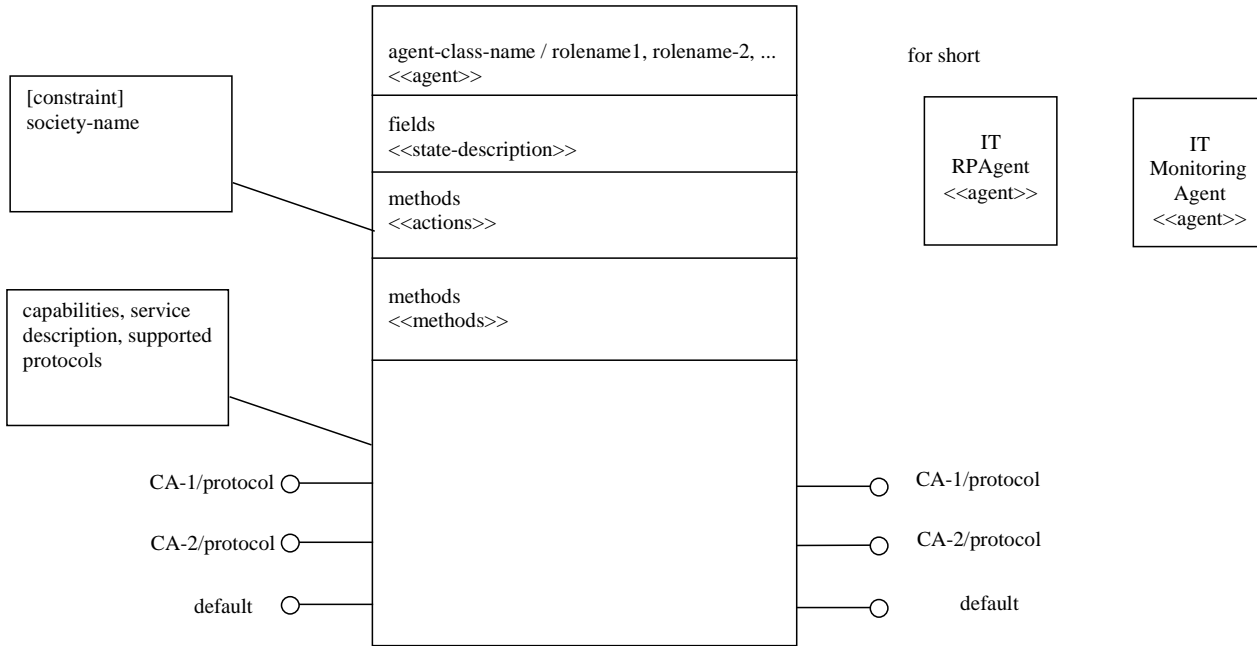 agent-class-name / rolename1, rolename-2, ...
<<agent>>
fields
<<state-description>>
methods
<<actions>>
methods
<<methods>>
[constraint]
society-name
capabilities, service
description, supported
protocols
CA-1/protocol
CA-2/protocol
default
CA-1/protocol
CA-2/protocol
default
for short
IT
RPAgent
<<agent>>
IT
Monitoring
Agent
<<agent>>